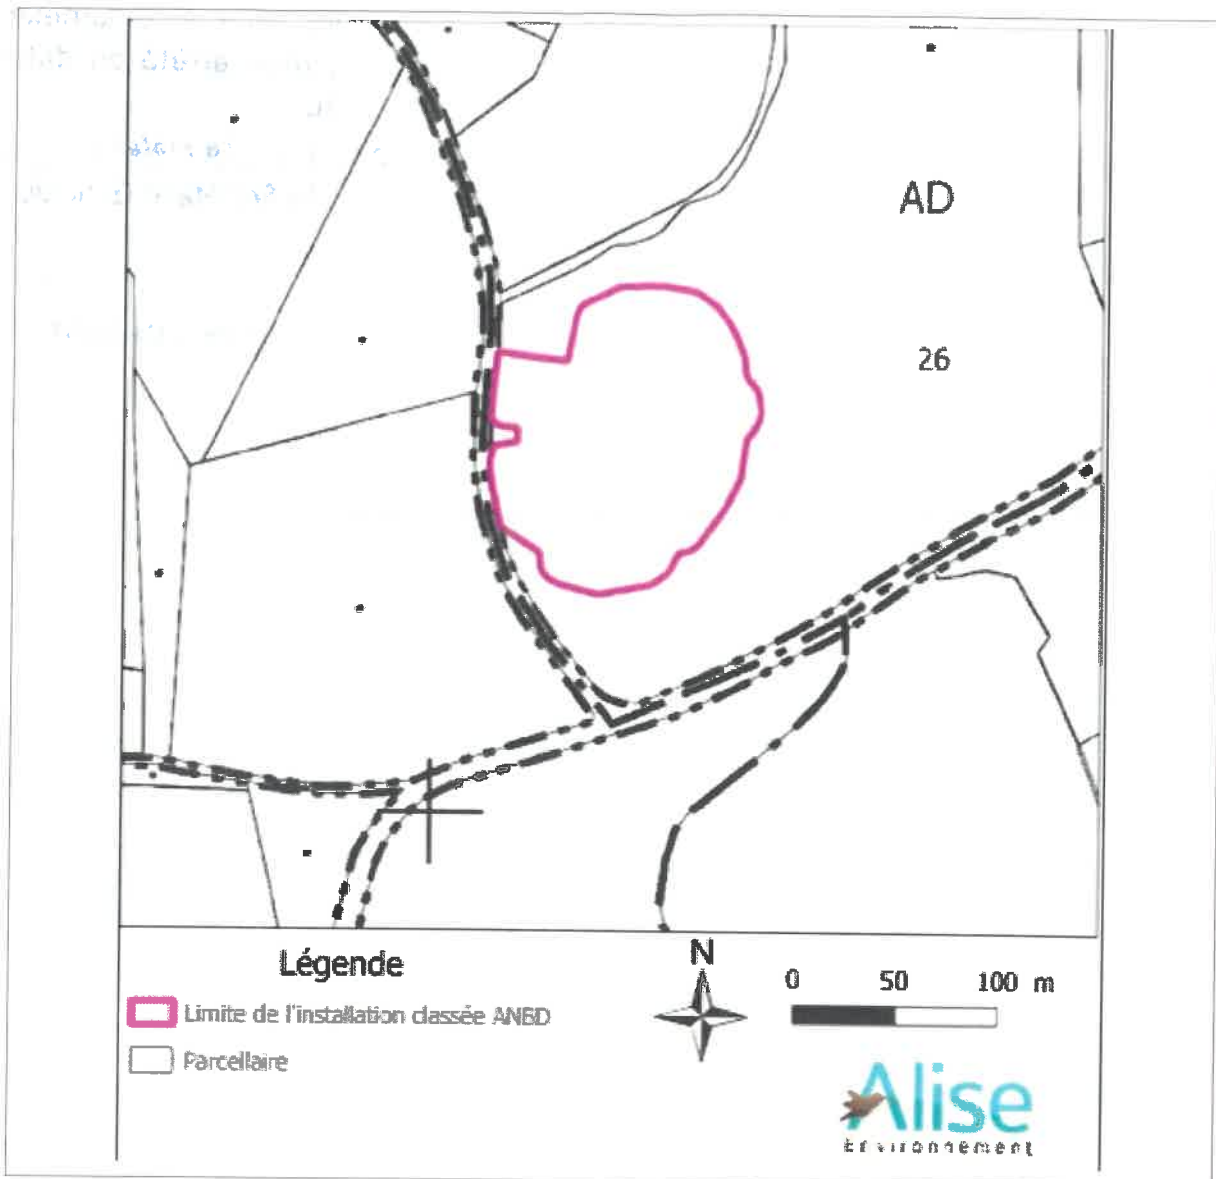 AD
26
Légende
N
0 50 100 m
Limite de l'installation classée ANBD
Parcellaire
Alise
Environnement